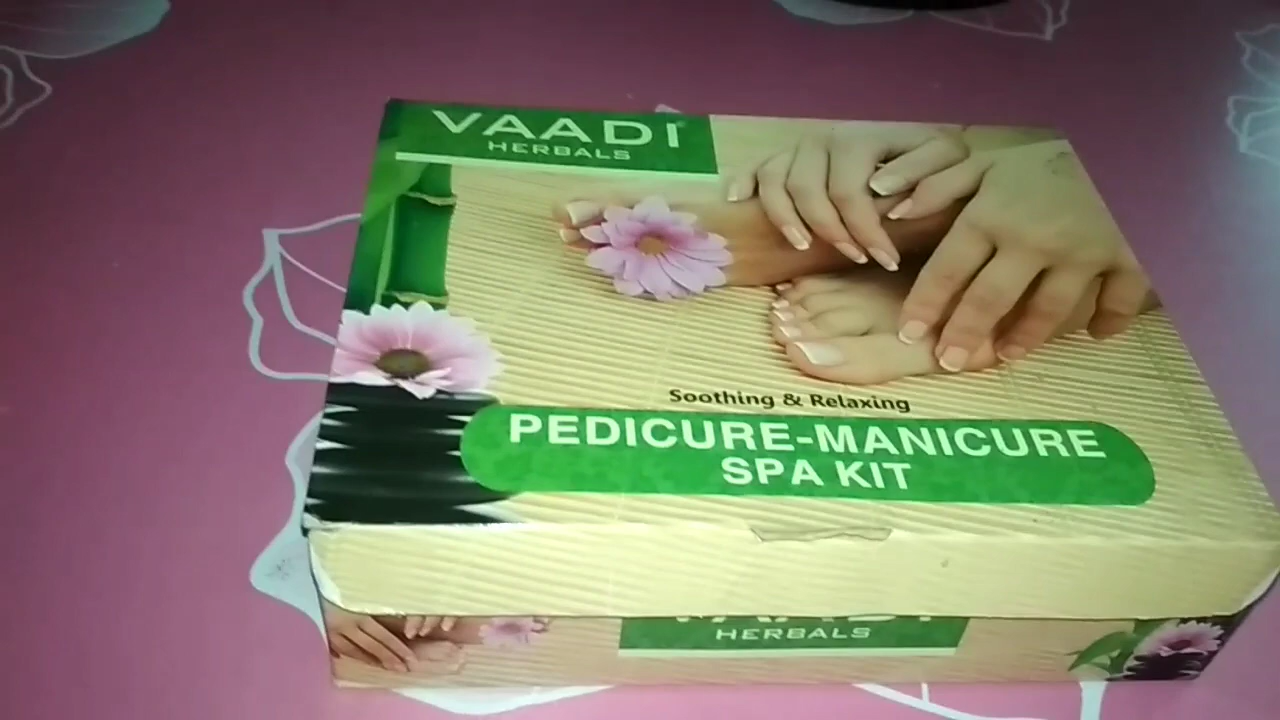 VAADI
HERBALS
Soothing & Relaxing
PEDICURE-MANICURE
SPA KIT
HERBALS